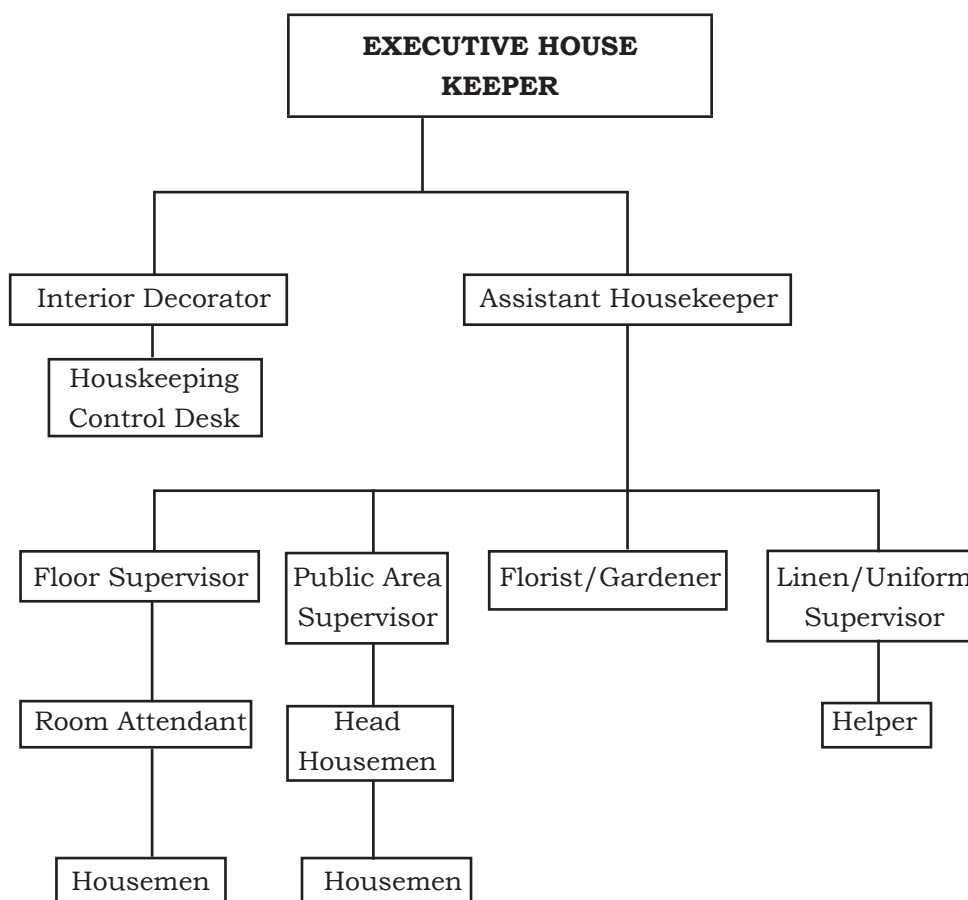 EXECUTIVE HOUSE
KEEPER
Interior Decorator
Assistant Housekeeper
Houskeeping
Control Desk
Floor Supervisor
Public Area
Supervisor
Florist/Gardener
Linen/Uniform
Supervisor
Room Attendant
Head
Housemen
Helper
Housemen
Housemen